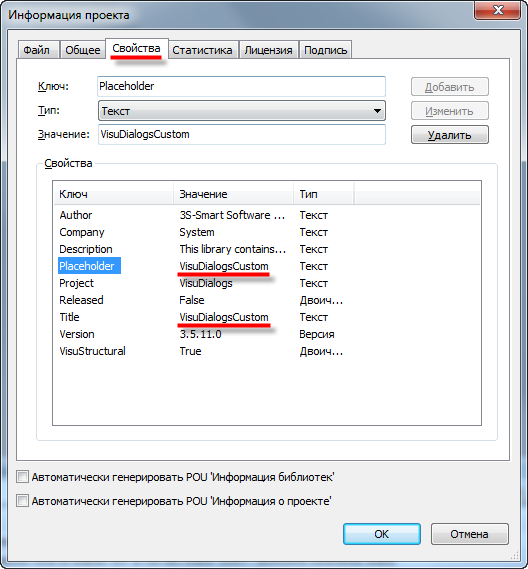 Информация проекта
Файл Общее Свойства Статистика Лицензия Подпись
Ключ: Placeholder Добавить
Тип: Текст Изменить
Значение: VisuDialogsCustom Удалить
Свойства
Ключ Значение Тип
Author 3S-Smart Software ... Текст
Company System Текст
Description This library contains... Текст
Placeholder VisuDialogsCustom Текст
Project VisuDialogs Текст
Released False Двоич...
Title VisuDialogsCustom Текст
Version 3.5.11.0 Версия
VisuStructural True Двоич...
Автоматически генерировать POU 'Информация библиотек'
Автоматически генерировать POU 'Информация о проекте'
OK Отмена